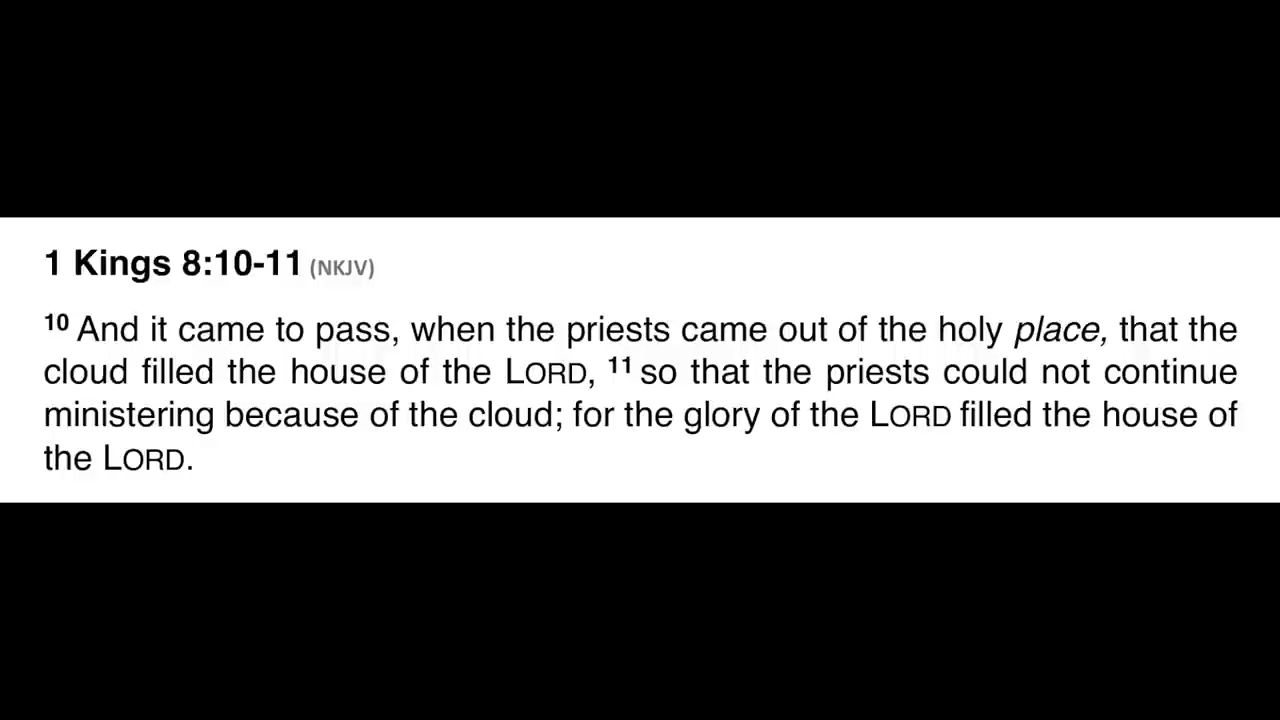 1 Kings 8:10-11 (NKJV)
10 And it came to pass, when the priests came out of the holy place, that the
cloud filled the house of the LORD, 11 so that the priests could not continue
ministering because of the cloud; for the glory of the LORD filled the house of
the LORD.